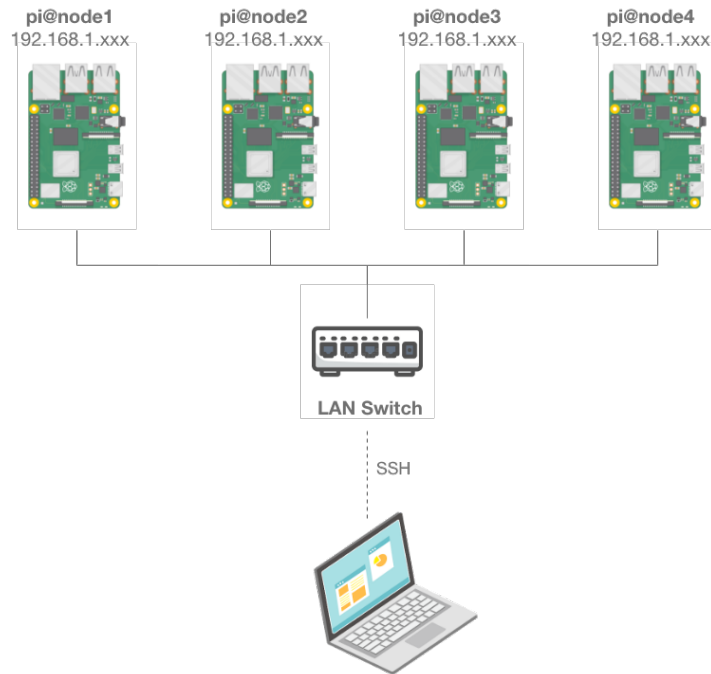 pi@node1
192.168.1.xxx
pi@node2
192.168.1.xxx
pi@node3
192.168.1.xxx
pi@node4
192.168.1.xxx
LAN Switch
SSH